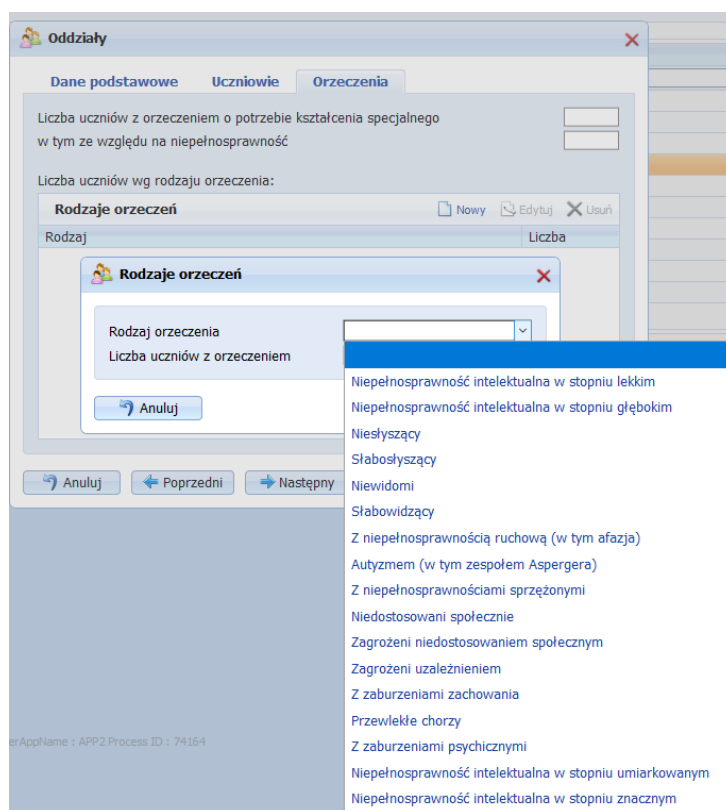 Oddziały
Dane podstawowe Uczniowie Orzeczenia
Liczba uczniów z orzeczeniem o potrzebie kształcenia specjalnego
w tym ze względu na niepełnosprawność
Liczba uczniów wg rodzaju orzeczenia:
Rodzaje orzeczeń Nowy Edytuj Usuń
Rodzaj Liczba
Rodzaje orzeczeń
Rodzaj orzeczenia
Liczba uczniów z orzeczeniem
Anuluj
Anuluj Poprzedni Następny
Niepełnosprawność intelektualna w stopniu lekkim
Niepełnosprawność intelektualna w stopniu głębokim
Niesłyszący
Słabosłyszący
Niewidomi
Słabowidzący
Z niepełnosprawnością ruchową (w tym afazja)
Autyzmem (w tym zespołem Aspergera)
Z niepełnosprawnościami sprzężonymi
Niedostosowani społecznie
Zagrożeni niedostosowaniem społecznym
Zagrożeni uzależnieniem
Z zaburzeniami zachowania
Przewlekłe chorzy
Z zaburzeniami psychicznymi
Niepełnosprawność intelektualna w stopniu umiarkowanym
Niepełnosprawność intelektualna w stopniu znacznym
erAppName : APP2 Process ID : 74164